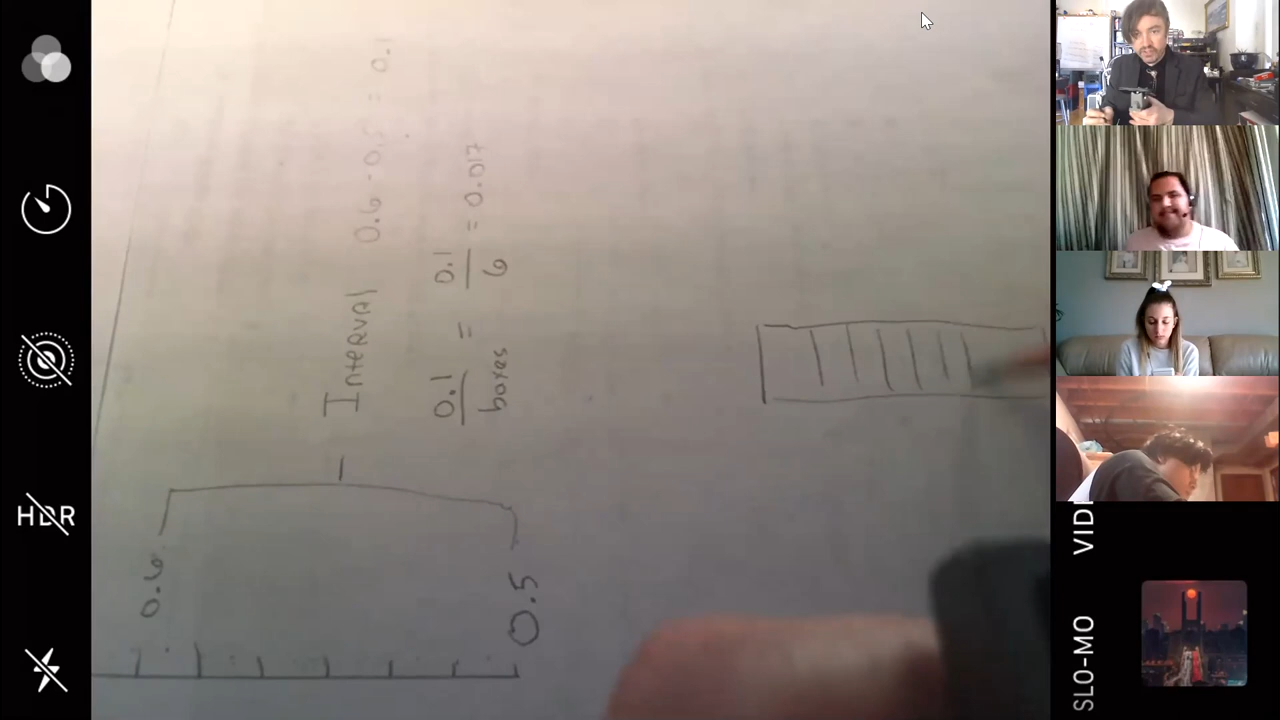 HDR
VID
SLO-MO
0.6
0.5
Interval 0.6 - 0.5 = 0.1
0.1 / boxes = 0.1 / 6 = 0.017